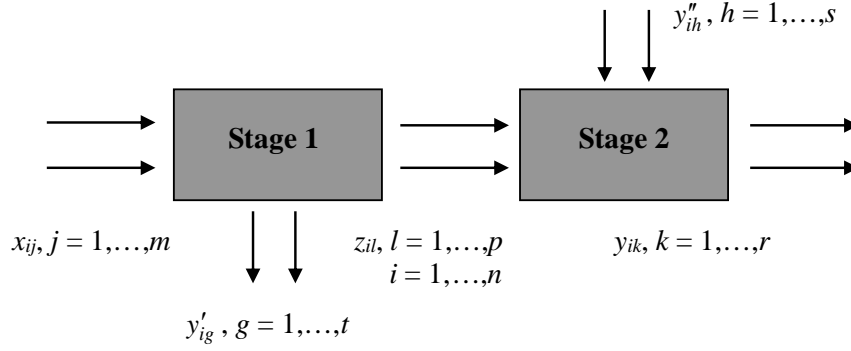 y″ih, h = 1,…,s
Stage 1
Stage 2
xij, j = 1,…,m
zil, l = 1,…,p
i = 1,…,n
yik, k = 1,…,r
y′ig , g = 1,…,t